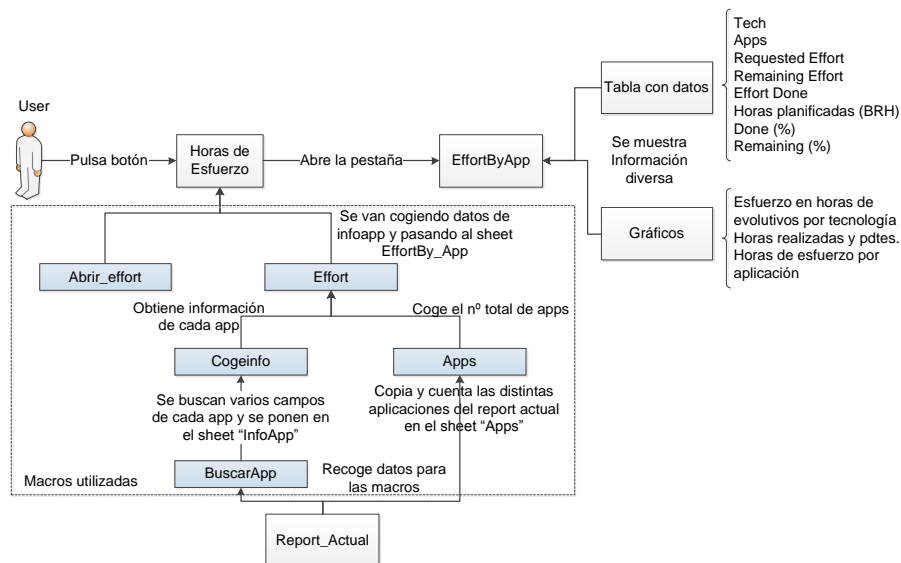 Tech
Apps
Requested Effort
Remaining Effort
Effort Done
Horas planificadas (BRH)
Done (%)
Remaining (%)
Tabla con datos
User
Pulsa botón
Horas de
Esfuerzo
Abre la pestaña
EffortByApp
Se muestra
Información
diversa
Gráficos
Esfuerzo en horas de
evolutivos por tecnología
Horas realizadas y pdtes.
Horas de esfuerzo por
aplicación
Se van cogiendo datos de
infoapp y pasando al sheet
EffortBy_App
Abrir_effort
Effort
Obtiene información
de cada app
Coge el nº total de apps
Cogeinfo
Apps
Se buscan varios campos
de cada app y se ponen en
el sheet “InfoApp”
Copia y cuenta las distintas
aplicaciones del report actual
en el sheet “Apps”
BuscarApp
Recoge datos para
las macros
Macros utilizadas
Report_Actual